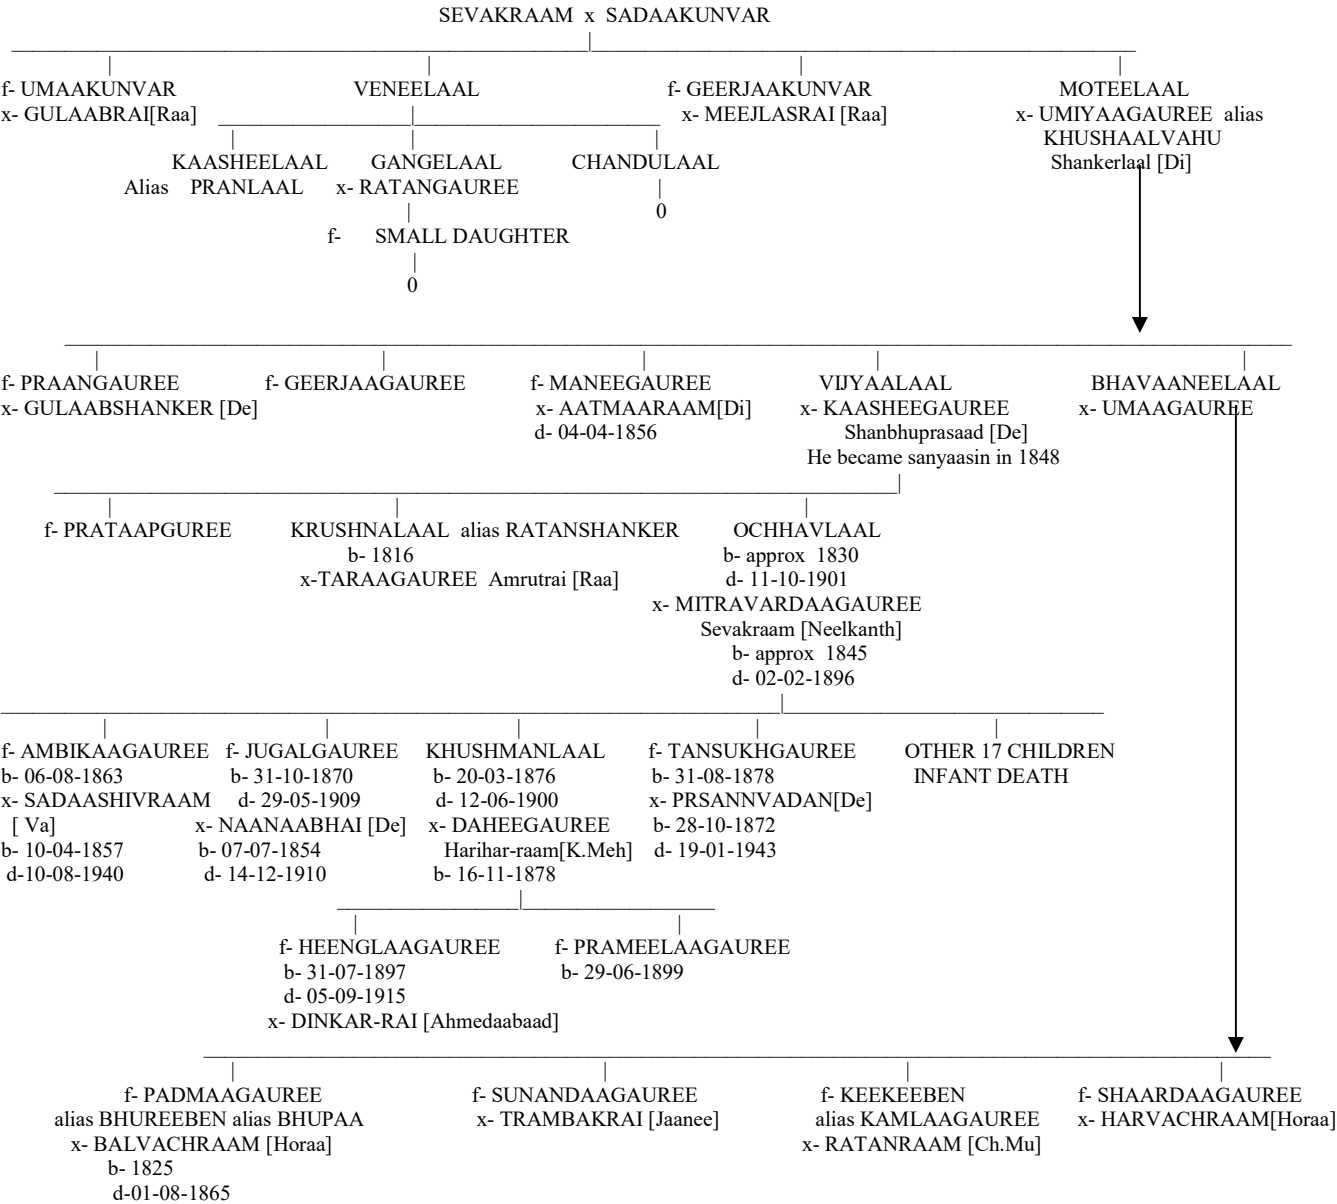 SEVAKRAAM x SADAAKUNVAR
f- UMAAKUNVAR VENEELAAL f- GEERJAAKUNVAR MOTEELAAL
x- GULAABRAI[Raa] x- MEEJLASRAI [Raa] x- UMIYAAGAUREE alias
KHUSHAALVAHU
KAASHEELAAL GANGELAAL CHANDULAAL Shankerlaal [Di]
Alias PRANLAAL x- RATANGAUREE
0
f- SMALL DAUGHTER
0
f- PRAANGAUREE f- GEERJAAGAUREE f- MANEEGAUREE VIJYAALAAL BHAVAANEELAAL
x- GULAABSHANKER [De] x- AATMAARAAM[Di] x- KAASHEEGAUREE x- UMAAGAUREE
d- 04-04-1856 Shanbhuprasaad [De]
He became sanyaasin in 1848
f- PRATAAPGUREE KRUSHNALAAL alias RATANSHANKER OCHHAVLAAL
b- 1816 b- approx 1830
x-TARAAGAUREE Amrutrai [Raa] d- 11-10-1901
x- MITRAVARDAAGAUREE
Sevakraam [Neelkanth]
b- approx 1845
d- 02-02-1896
f- AMBIKAAGAUREE f- JUGALGAUREE KHUSHMANLAAL f- TANSUKHGAUREE OTHER 17 CHILDREN
b- 06-08-1863 b- 31-10-1870 b- 20-03-1876 b- 31-08-1878 INFANT DEATH
x- SADAASHIVRAAM d- 29-05-1909 d- 12-06-1900 x- PRSANNVADAN[De]
[ Va] x- NAANAABHAI [De] x- DAHEEGAUREE b- 28-10-1872
b- 10-04-1857 b- 07-07-1854 Harihar-raam[K.Meh] d- 19-01-1943
d-10-08-1940 d- 14-12-1910 b- 16-11-1878
f- HEENGLAAGAUREE f- PRAMEELAAGAUREE
b- 31-07-1897 b- 29-06-1899
d- 05-09-1915
x- DINKAR-RAI [Ahmedaabaad]
f- PADMAAGAUREE f- SUNANDAAGAUREE f- KEEKEEBEN f- SHAARDAAGAUREE
alias BHUREEBEN alias BHUPAA x- TRAMBAKRAI [Jaanee] alias KAMLAAGAUREE x- HARVACHRAAM[Horaa]
x- BALVACHRAAM [Horaa] x- RATANRAAM [Ch.Mu]
b- 1825
d-01-08-1865